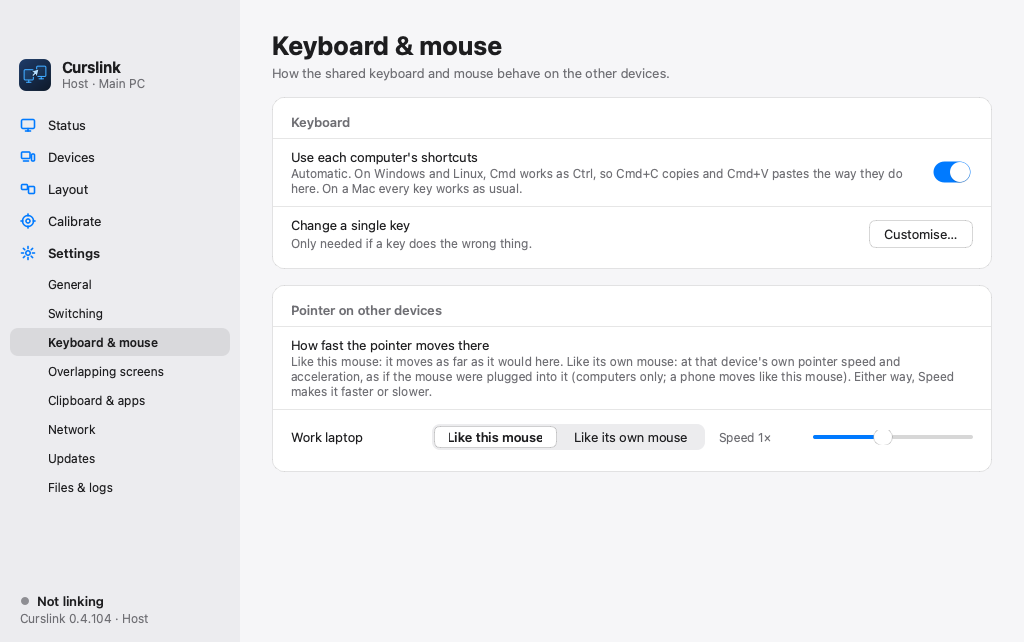 Curslink
Host · Main PC
Status
Devices
Layout
Calibrate
Settings
General
Switching
Keyboard & mouse
Overlapping screens
Clipboard & apps
Network
Updates
Files & logs
Not linking
Curslink 0.4.104 · Host
Keyboard & mouse
How the shared keyboard and mouse behave on the other devices.
Keyboard
Use each computer's shortcuts
Automatic. On Windows and Linux, Cmd works as Ctrl, so Cmd+C copies and Cmd+V pastes the way they do
here. On a Mac every key works as usual.
Change a single key
Only needed if a key does the wrong thing.
Customise...
Pointer on other devices
How fast the pointer moves there
Like this mouse: it moves as far as it would here. Like its own mouse: at that device's own pointer speed and
acceleration, as if the mouse were plugged into it (computers only; a phone moves like this mouse). Either way, Speed
makes it faster or slower.
Work laptop
Like this mouse
Like its own mouse
Speed 1×